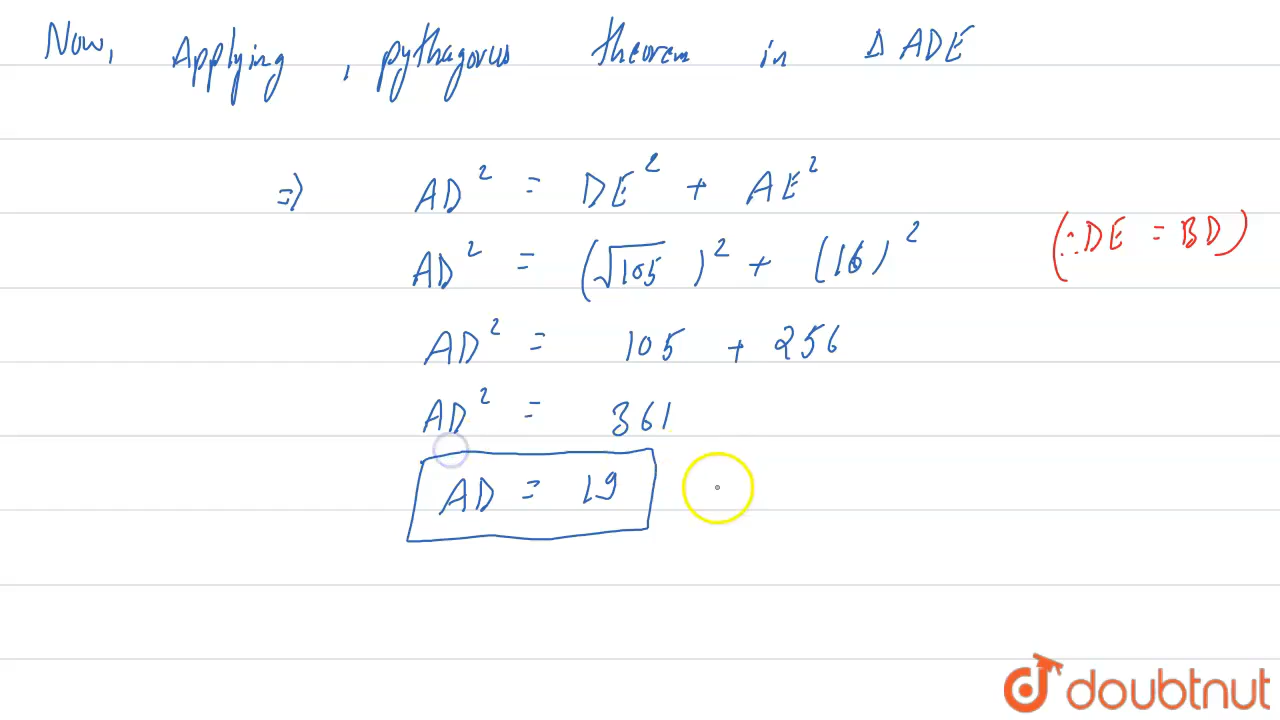 Now, Applying, pythagorus theorem in Δ ADE
=) AD² = DE² + AE²
(∴DE = BD)
AD² = (√105)² + (16)²
AD² = 105 + 256
AD² = 361
AD = 19
doubtnut